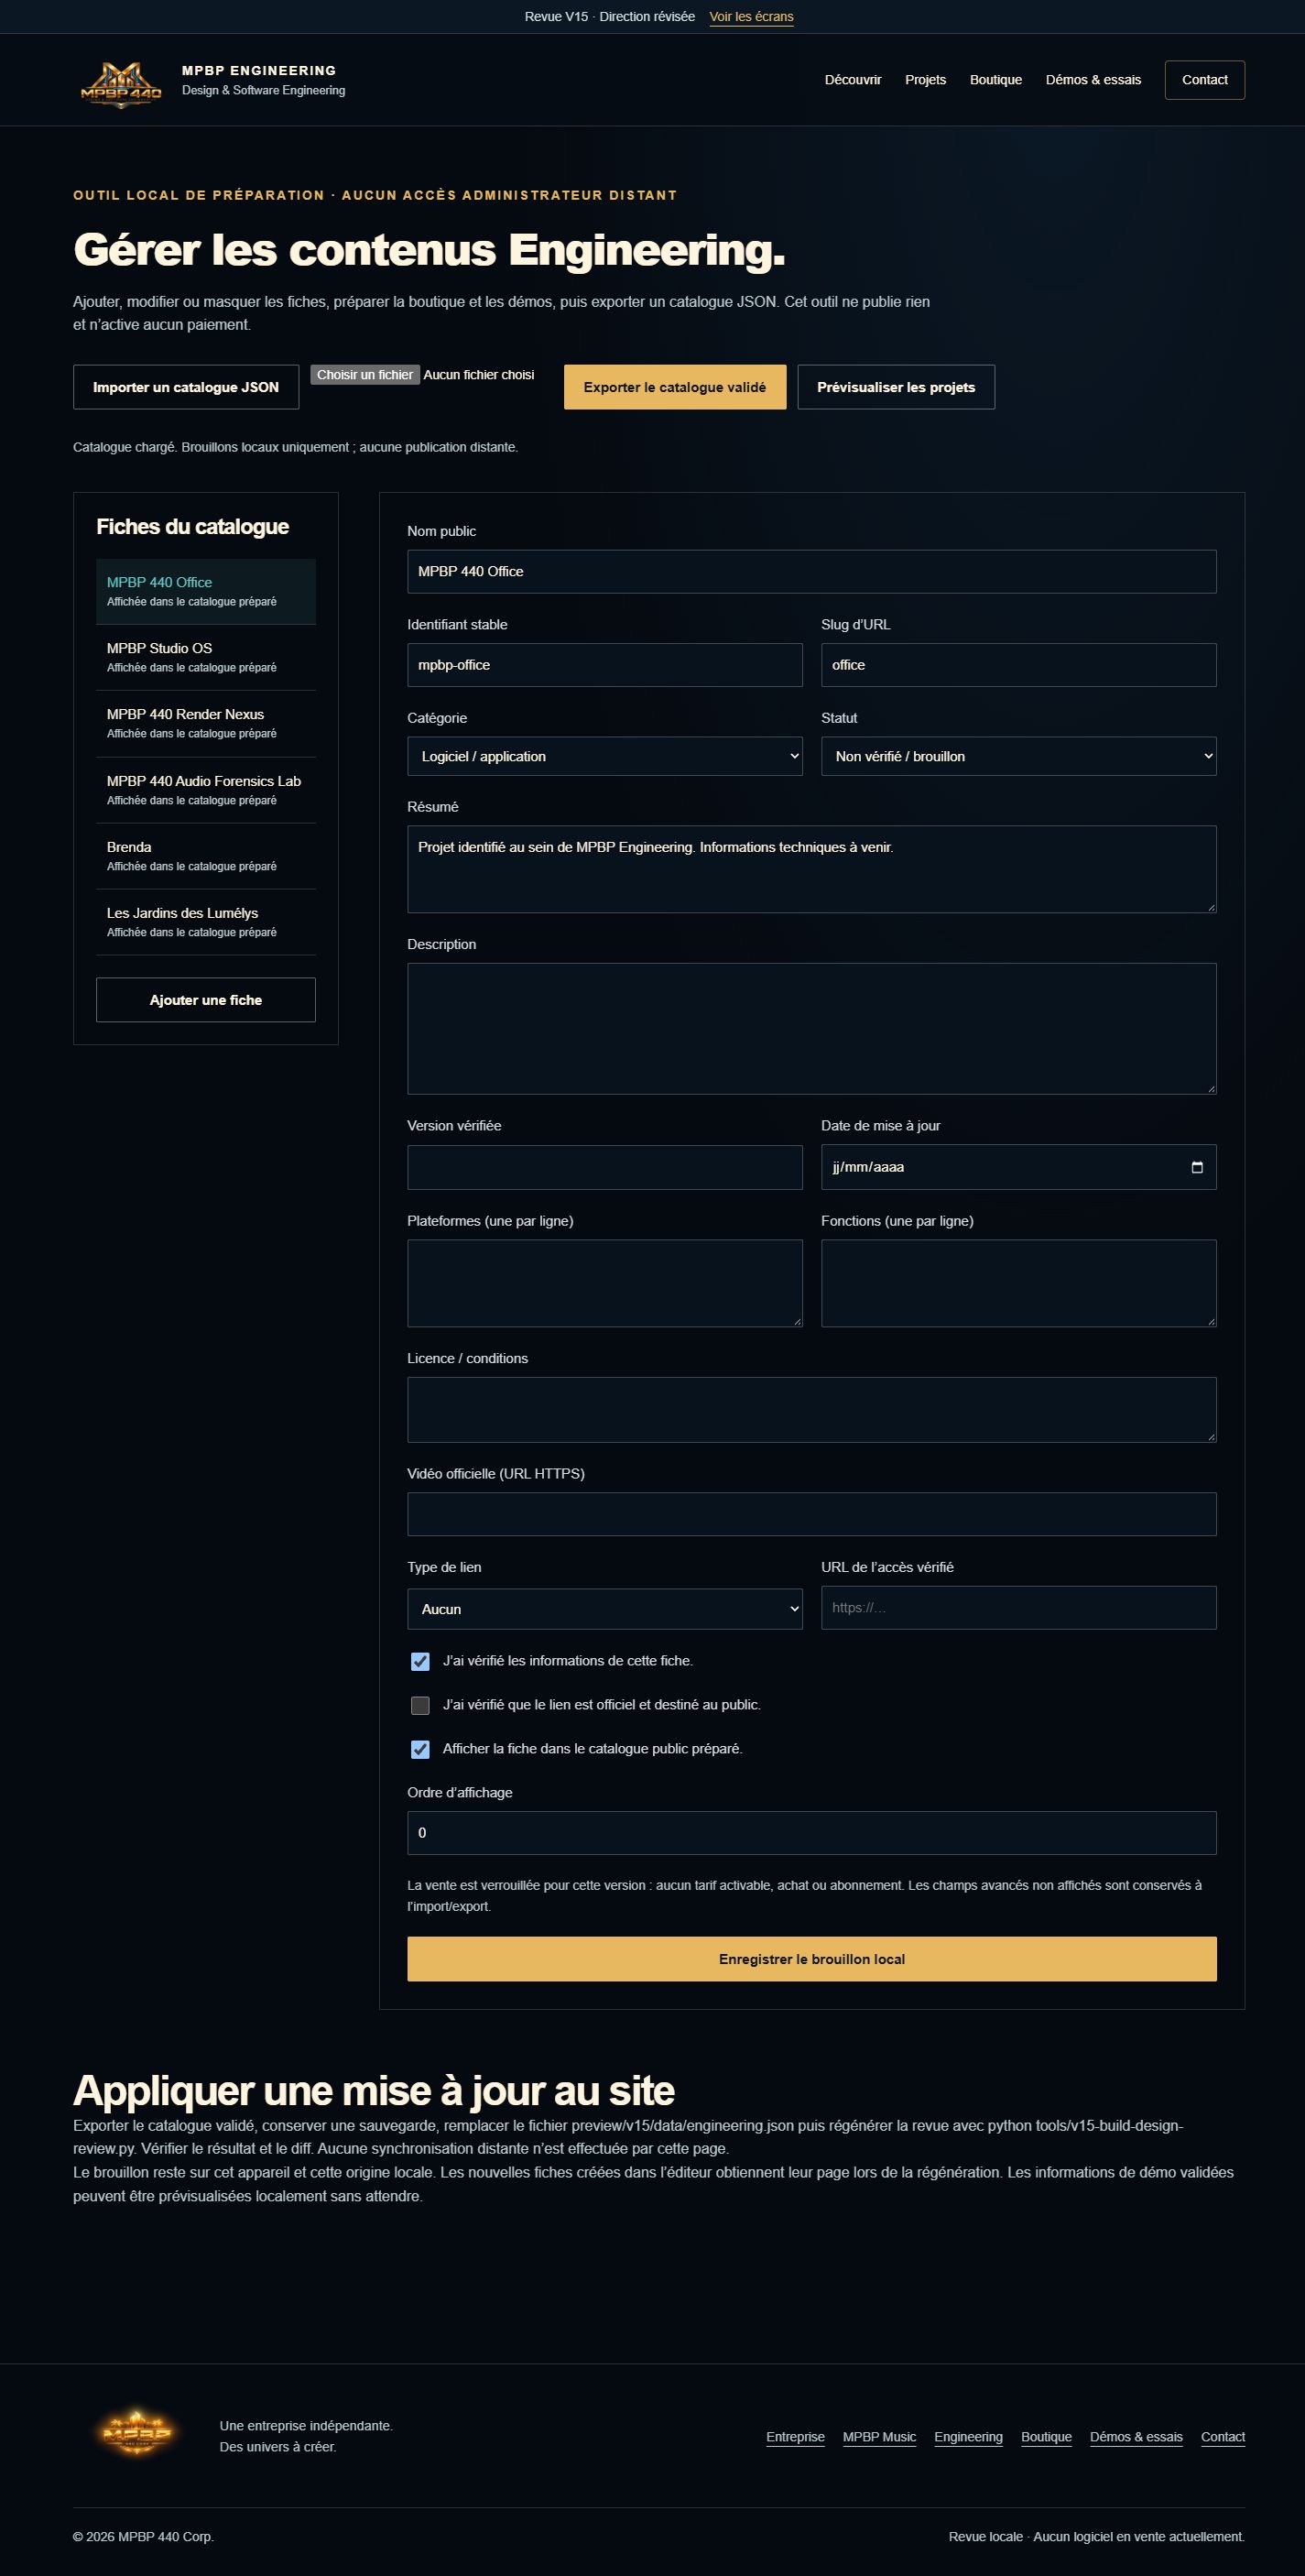 Revue V15 · Direction révisée Voir les écrans
MPBP 440
MPBP ENGINEERING
Design & Software Engineering
Découvrir Projets Boutique Démos & essais Contact
OUTIL LOCAL DE PRÉPARATION · AUCUN ACCÈS ADMINISTRATEUR DISTANT
Gérer les contenus Engineering.
Ajouter, modifier ou masquer les fiches, préparer la boutique et les démos, puis exporter un catalogue JSON. Cet outil ne publie rien
et n’active aucun paiement.
Importer un catalogue JSON Choisir un fichier Aucun fichier choisi Exporter le catalogue validé Prévisualiser les projets
Catalogue chargé. Brouillons locaux uniquement ; aucune publication distante.
Fiches du catalogue
MPBP 440 Office
Affichée dans le catalogue préparé
MPBP Studio OS
Affichée dans le catalogue préparé
MPBP 440 Render Nexus
Affichée dans le catalogue préparé
MPBP 440 Audio Forensics Lab
Affichée dans le catalogue préparé
Brenda
Affichée dans le catalogue préparé
Les Jardins des Lumélys
Affichée dans le catalogue préparé
Ajouter une fiche
Nom public
MPBP 440 Office
Identifiant stable Slug d’URL
mpbp-office office
Catégorie Statut
Logiciel / application Non vérifié / brouillon
Résumé
Projet identifié au sein de MPBP Engineering. Informations techniques à venir.
Description
Version vérifiée Date de mise à jour
jj/mm/aaaa
Plateformes (une par ligne) Fonctions (une par ligne)
Licence / conditions
Vidéo officielle (URL HTTPS)
Type de lien URL de l’accès vérifié
Aucun https://...
J’ai vérifié les informations de cette fiche.
J’ai vérifié que le lien est officiel et destiné au public.
Afficher la fiche dans le catalogue public préparé.
Ordre d’affichage
0
La vente est verrouillée pour cette version : aucun tarif activable, achat ou abonnement. Les champs avancés non affichés sont conservés à
l’import/export.
Enregistrer le brouillon local
Appliquer une mise à jour au site
Exporter le catalogue validé, conserver une sauvegarde, remplacer le fichier preview/v15/data/engineering.json puis régénérer la revue avec python tools/v15-build-design-
review.py. Vérifier le résultat et le diff. Aucune synchronisation distante n’est effectuée par cette page.
Le brouillon reste sur cet appareil et cette origine locale. Les nouvelles fiches créées dans l’éditeur obtiennent leur page lors de la régénération. Les informations de démo validées
peuvent être prévisualisées localement sans attendre.
MPBP
Une entreprise indépendante.
Des univers à créer.
Entreprise MPBP Music Engineering Boutique Démos & essais Contact
© 2026 MPBP 440 Corp.
Revue locale · Aucun logiciel en vente actuellement.